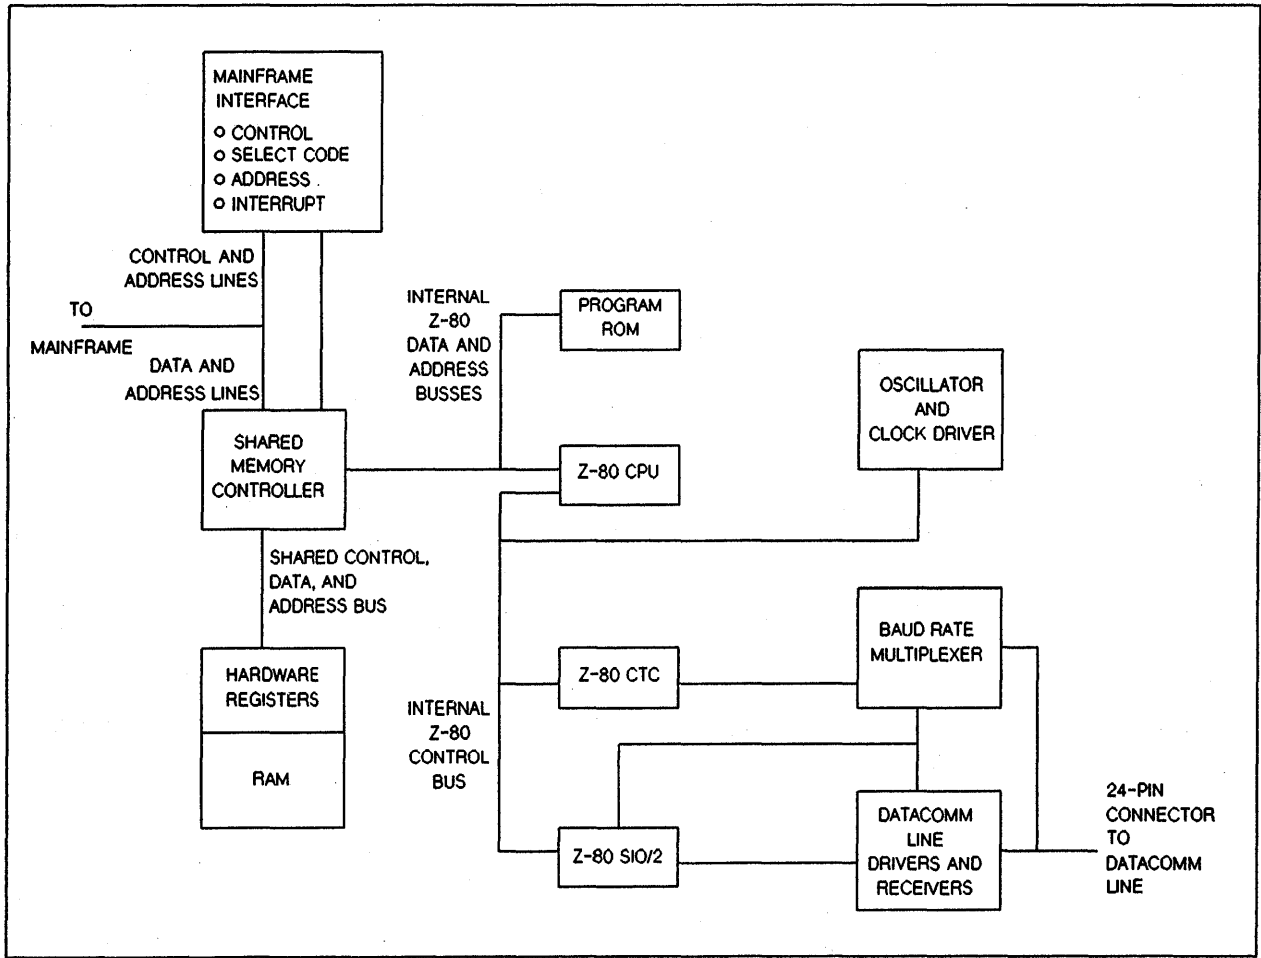 MAINFRAME
INTERFACE
o CONTROL
o SELECT CODE
o ADDRESS
o INTERRUPT
CONTROL AND
ADDRESS LINES
TO
MAINFRAME
DATA AND
ADDRESS LINES
SHARED
MEMORY
CONTROLLER
SHARED CONTROL,
DATA, AND
ADDRESS BUS
HARDWARE
REGISTERS
RAM
INTERNAL
Z-80
DATA AND
ADDRESS
BUSSES
PROGRAM
ROM
Z-80 CPU
OSCILLATOR
AND
CLOCK DRIVER
INTERNAL
Z-80
CONTROL
BUS
Z-80 CTC
Z-80 SIO/2
BAUD RATE
MULTIPLEXER
DATACOMM
LINE
DRIVERS AND
RECEIVERS
24-PIN
CONNECTOR
TO
DATACOMM
LINE